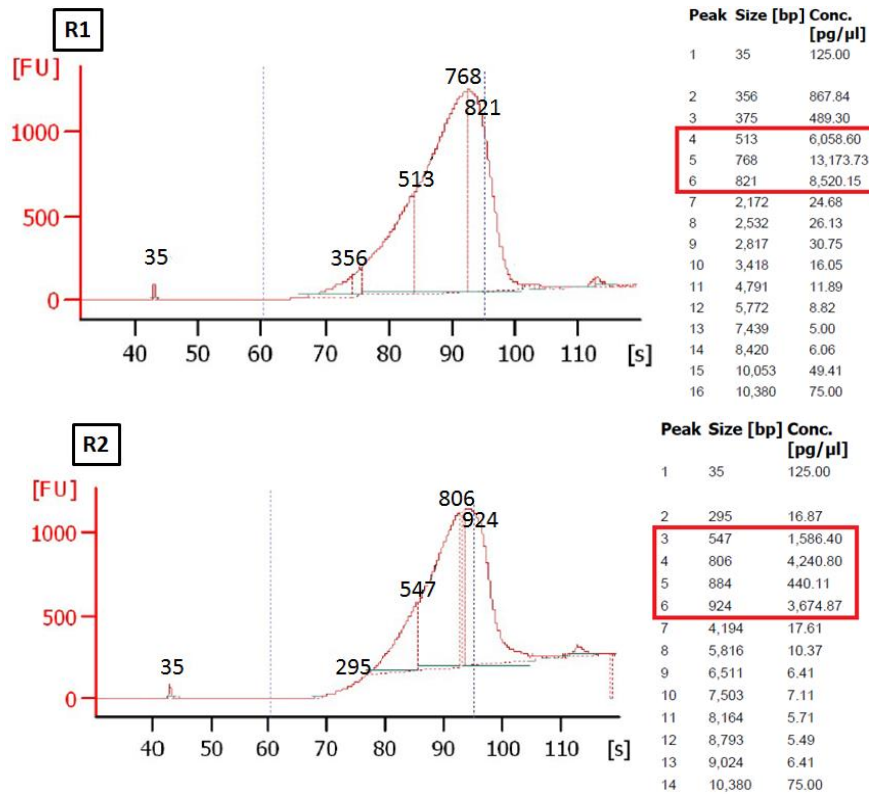 R1
[FU]
1000
500
0
35
356
513
768
821
40 50 60 70 80 90 100 110 [s]
Peak Size [bp] Conc. [pg/µl]
1 35 125.00
2 356 867.84
3 375 489.30
4 513 6,058.60
5 768 13,173.73
6 821 8,520.15
7 2,172 24.68
8 2,532 26.13
9 2,817 30.75
10 3,418 16.05
11 4,791 11.89
12 5,772 8.82
13 7,439 5.00
14 8,420 6.06
15 10,053 49.41
16 10,380 75.00
R2
[FU]
1000
500
0
35
295
547
806
924
40 50 60 70 80 90 100 110 [s]
Peak Size [bp] Conc. [pg/µl]
1 35 125.00
2 295 16.87
3 547 1,586.40
4 806 4,240.80
5 884 440.11
6 924 3,674.87
7 4,194 17.61
8 5,816 10.37
9 6,511 6.41
10 7,503 7.11
11 8,164 5.71
12 8,793 5.49
13 9,024 6.41
14 10,380 75.00